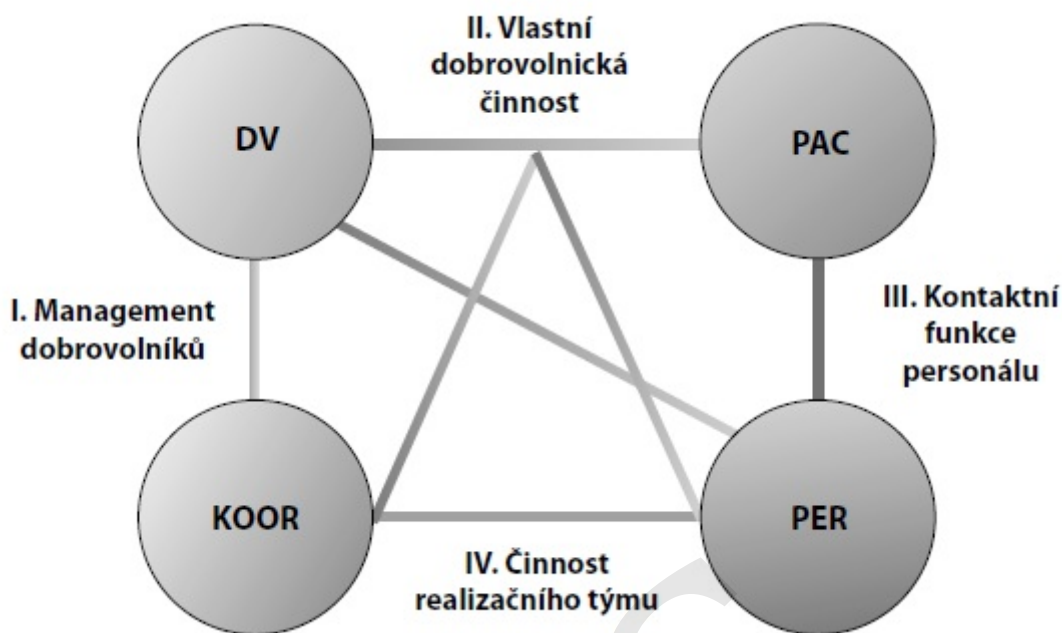 II. Vlastní
dobrovolnická
činnost
DV
PAC
I. Management
dobrovolníků
III. Kontaktní
funkce
personálu
KOOR
PER
IV. Činnost
realizačního týmu